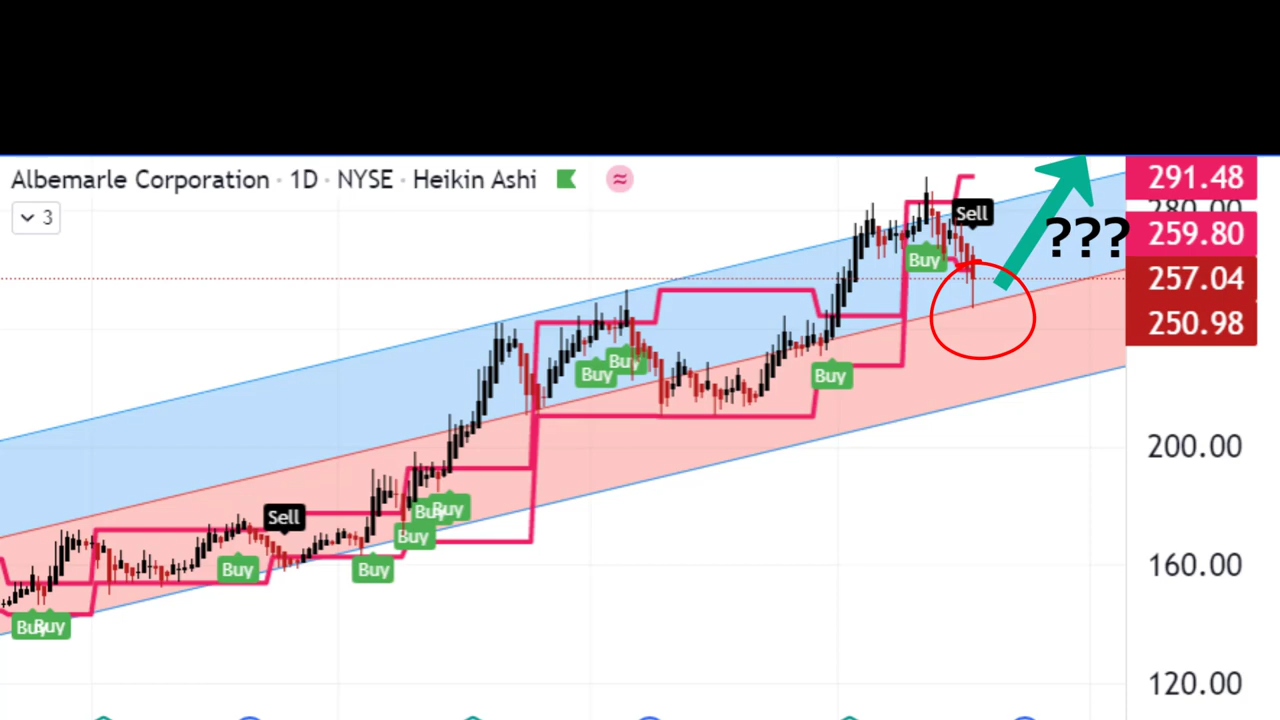 Albemarle Corporation · 1D · NYSE · Heikin Ashi
≈
3
291.48
280.00
Sell
???
259.80
Buy
257.04
250.98
Buy
Buy
Buy
200.00
Buy
Buy
Sell
Buy
160.00
Buy
Buy
Buy
Buy
120.00